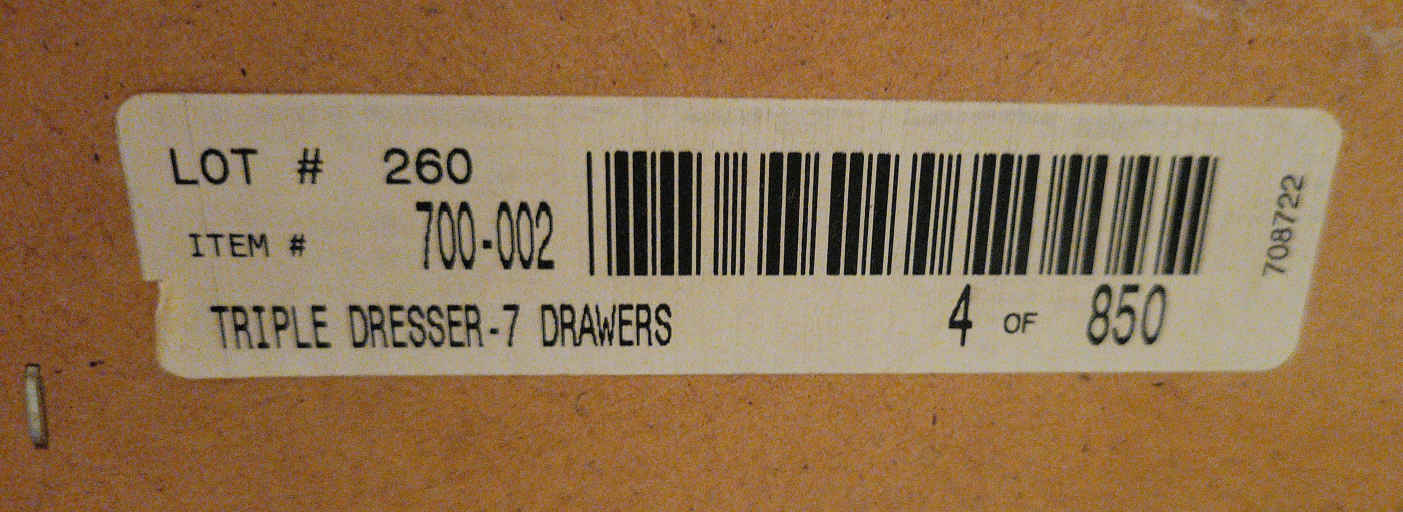 LOT # 260
ITEM # 700-002
TRIPLE DRESSER-7 DRAWERS
4 OF 850
708722